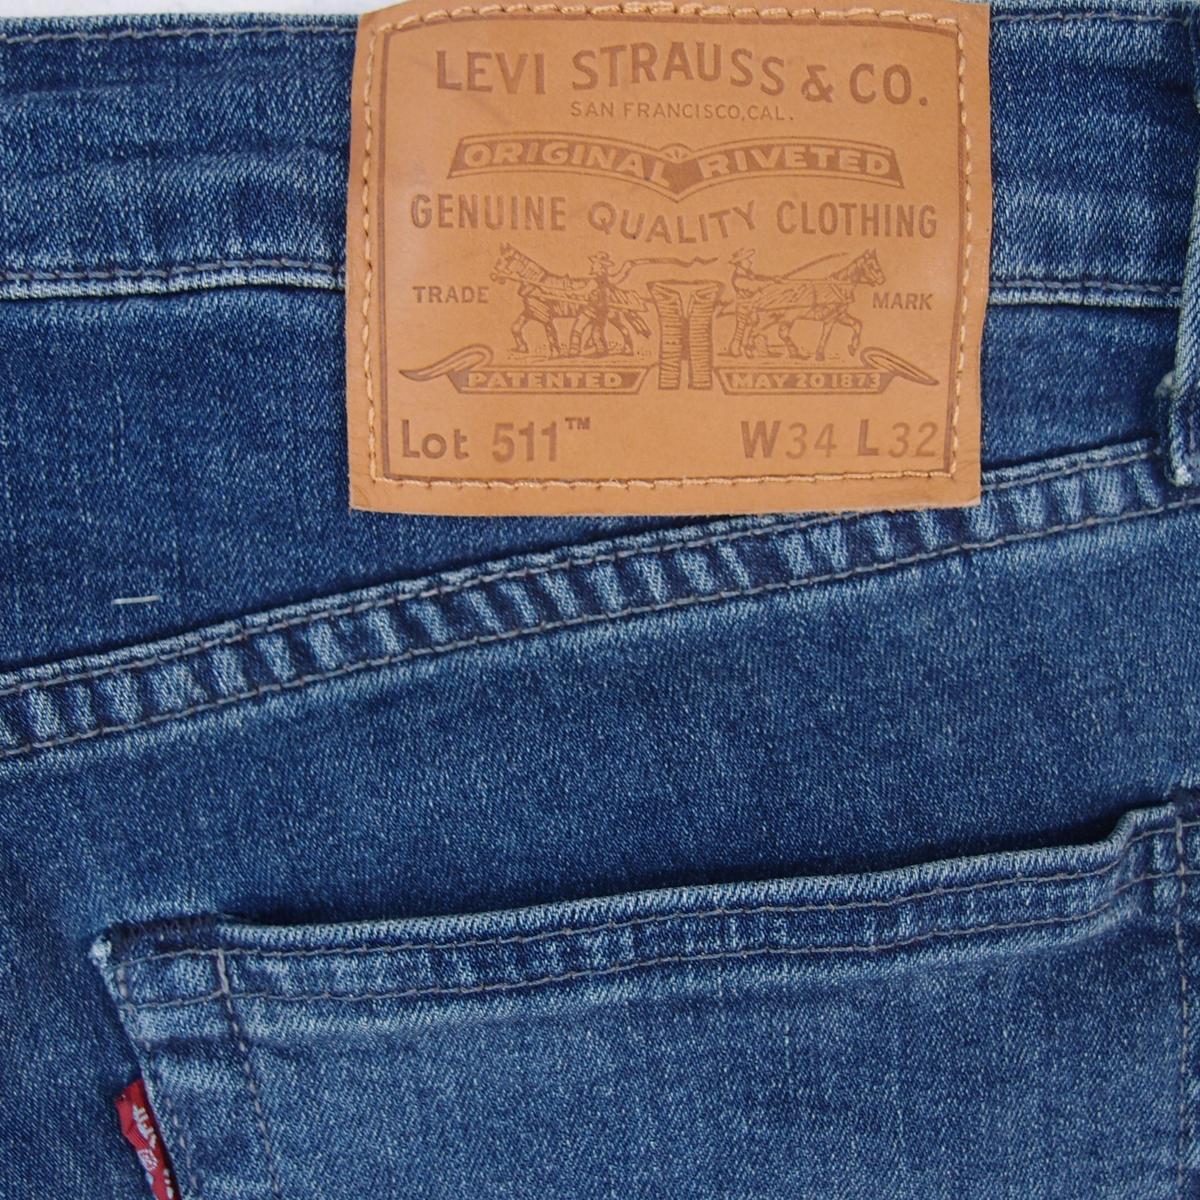 LEVI STRAUSS & CO.
SAN FRANCISCO, CAL.
ORIGINAL RIVETED
GENUINE QUALITY CLOTHING
TRADE MARK
PATENTED MAY 20 1873
Lot 511™ W34 L32